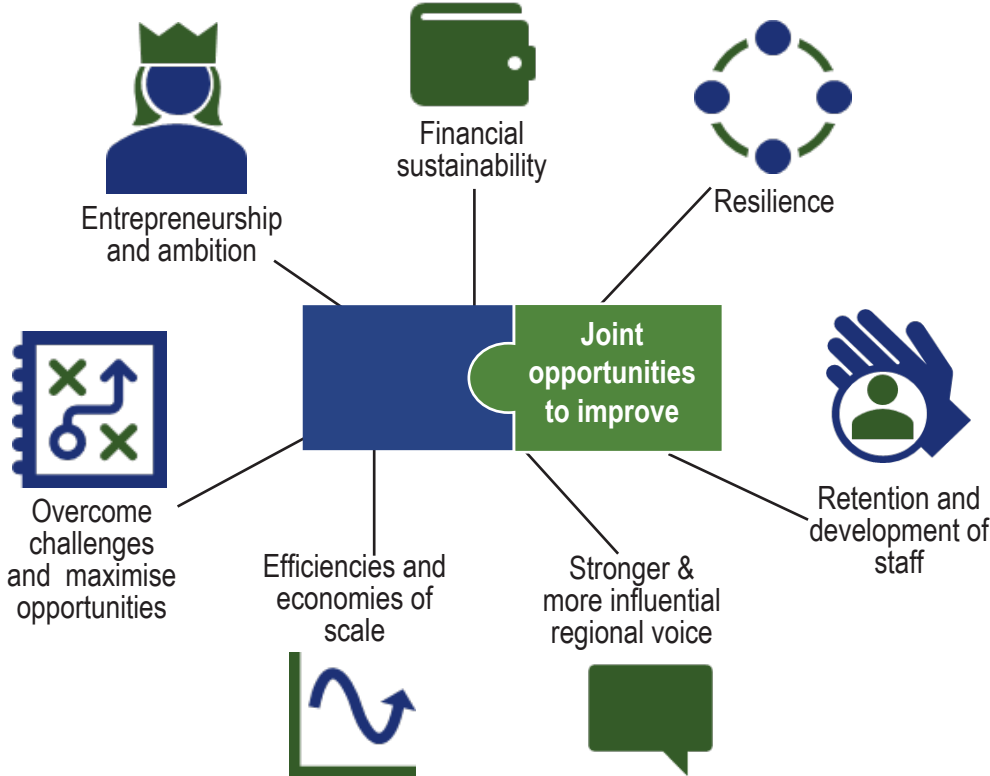 Financial
sustainability
Resilience
Entrepreneurship
and ambition
Joint
opportunities
to improve
Overcome
challenges
and  maximise
opportunities
Efficiencies and
economies of
scale
Stronger &
more influential
regional voice
Retention and
development of
staff